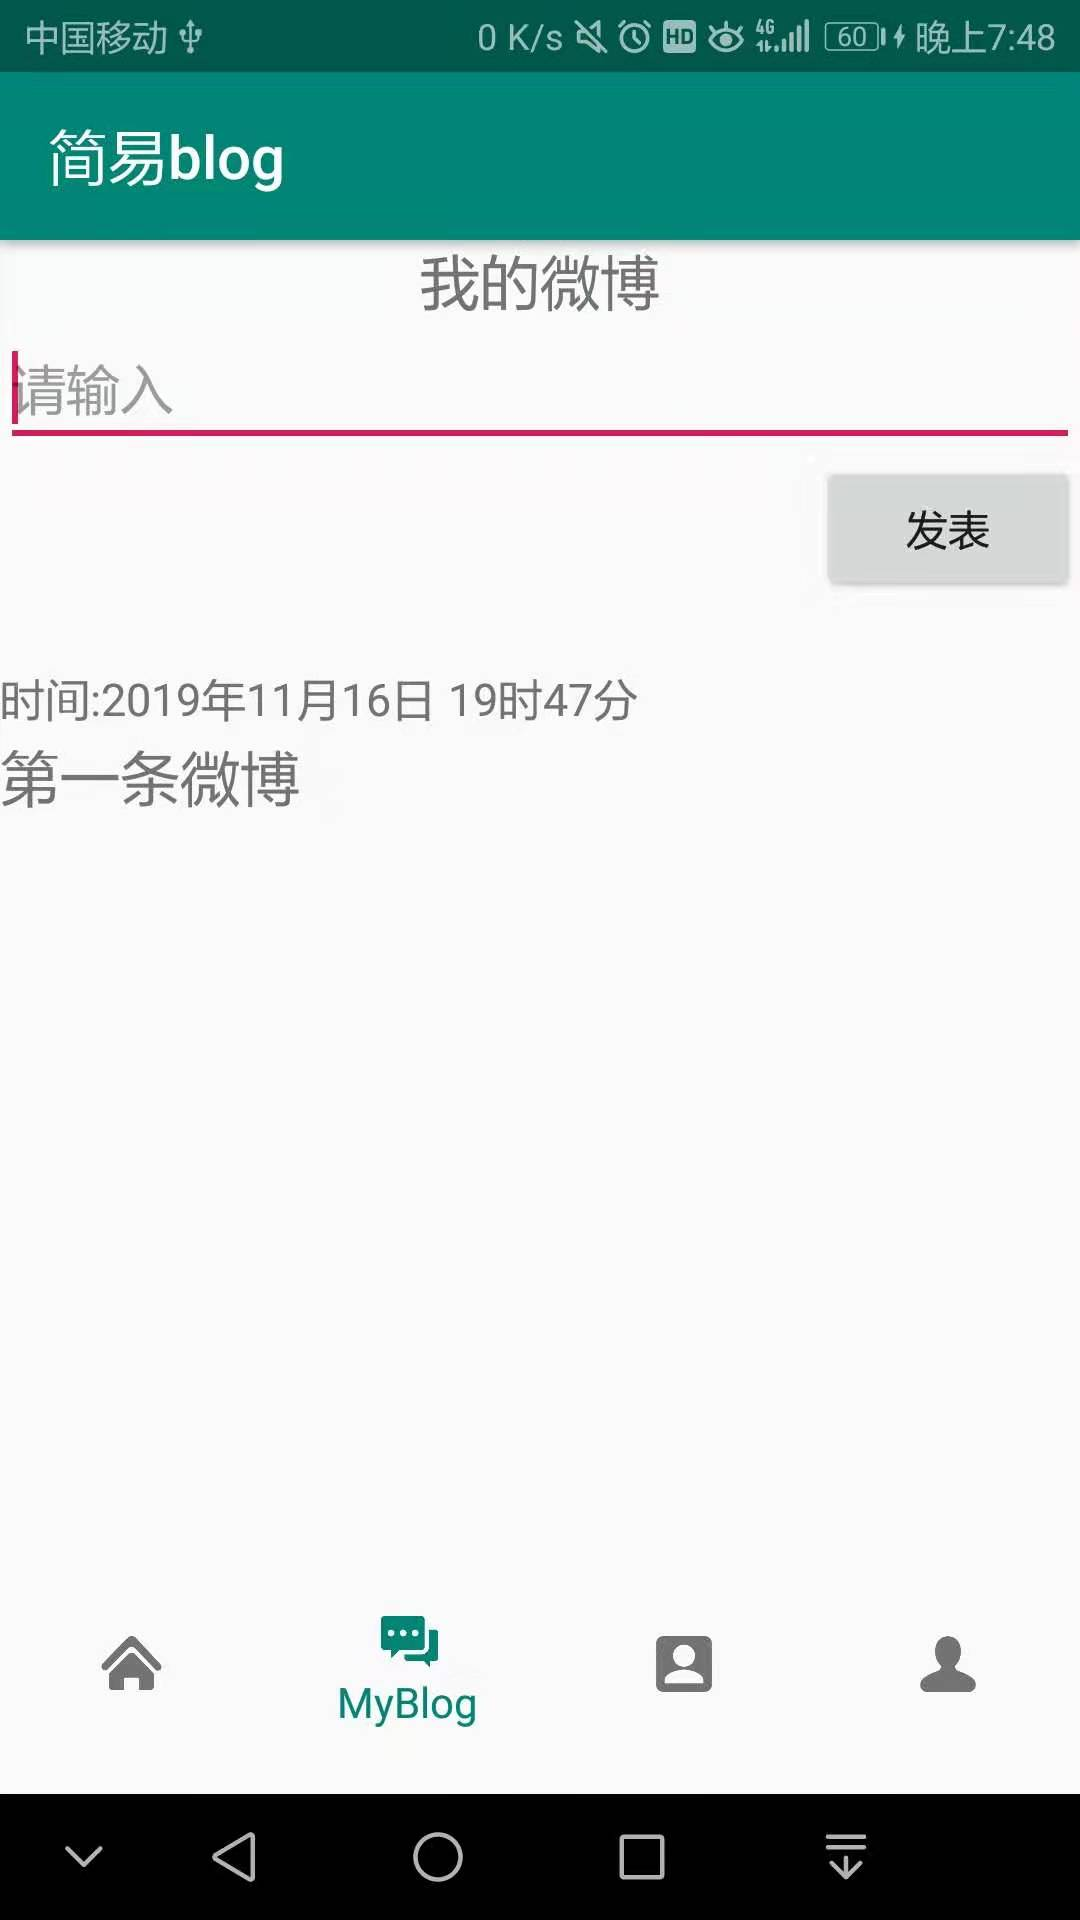 中国移动 0 K/s HD 4G 60 晚上7:48
简易blog
我的微博
请输入
发表
时间:2019年11月16日 19时47分
第一条微博
MyBlog